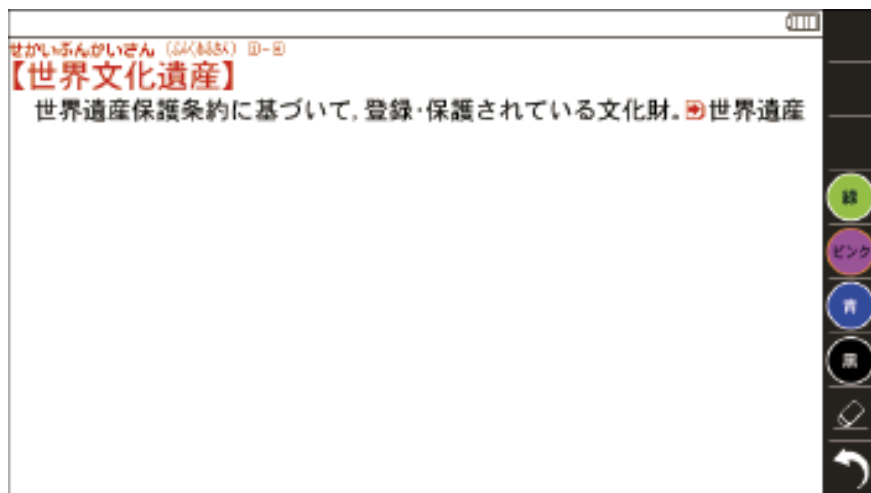 せかいぶんかいさん
【世界文化遺産】
世界遺産保護条約に基づいて,登録・保護されている文化財。➡世界遺産
緑
ピンク
青
黒